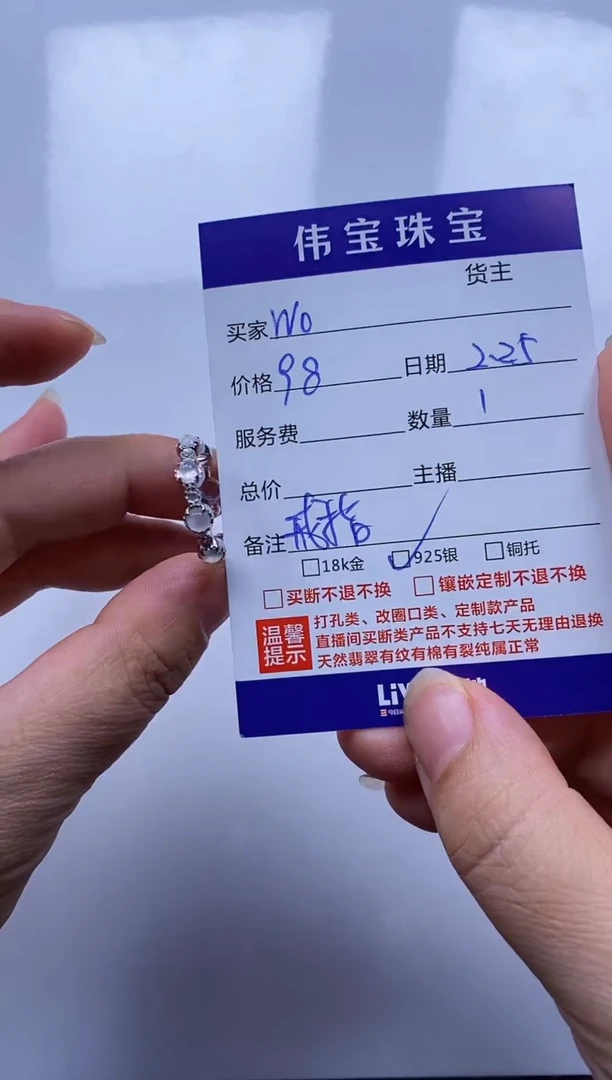 伟宝珠宝
货主
买家 Wo
价格 98 日期 2.25
服务费 数量 1
总价 主播
备注 戒指
18k金 925银 铜托
买断不退不换 镶嵌定制不退不换
温馨提示
打孔类、改圈口类、定制款产品
直播间买断类产品不支持七天无理由退换
天然翡翠有纹有棉有裂纯属正常